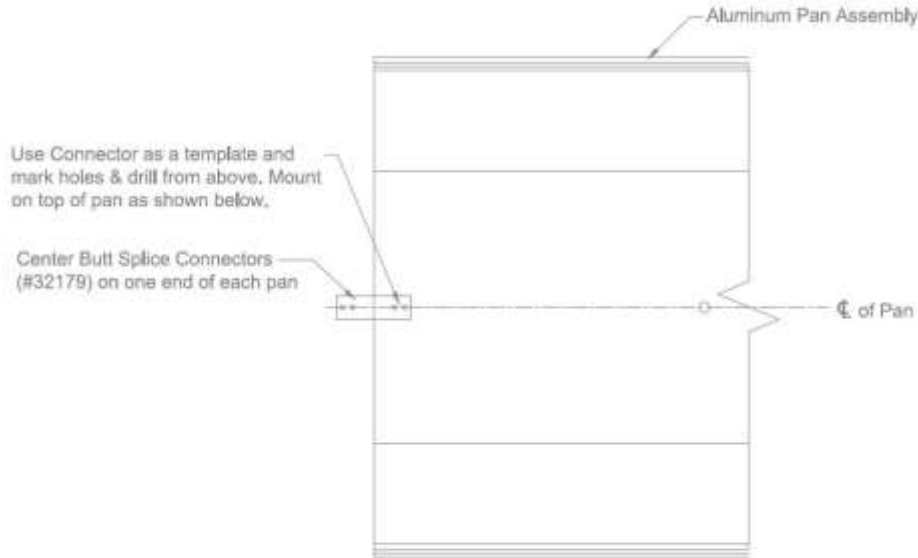 Aluminum Pan Assembly
Use Connector as a template and
mark holes & drill from above. Mount
on top of pan as shown below.
Center Butt Splice Connectors
(#32179) on one end of each pan
℄ of Pan